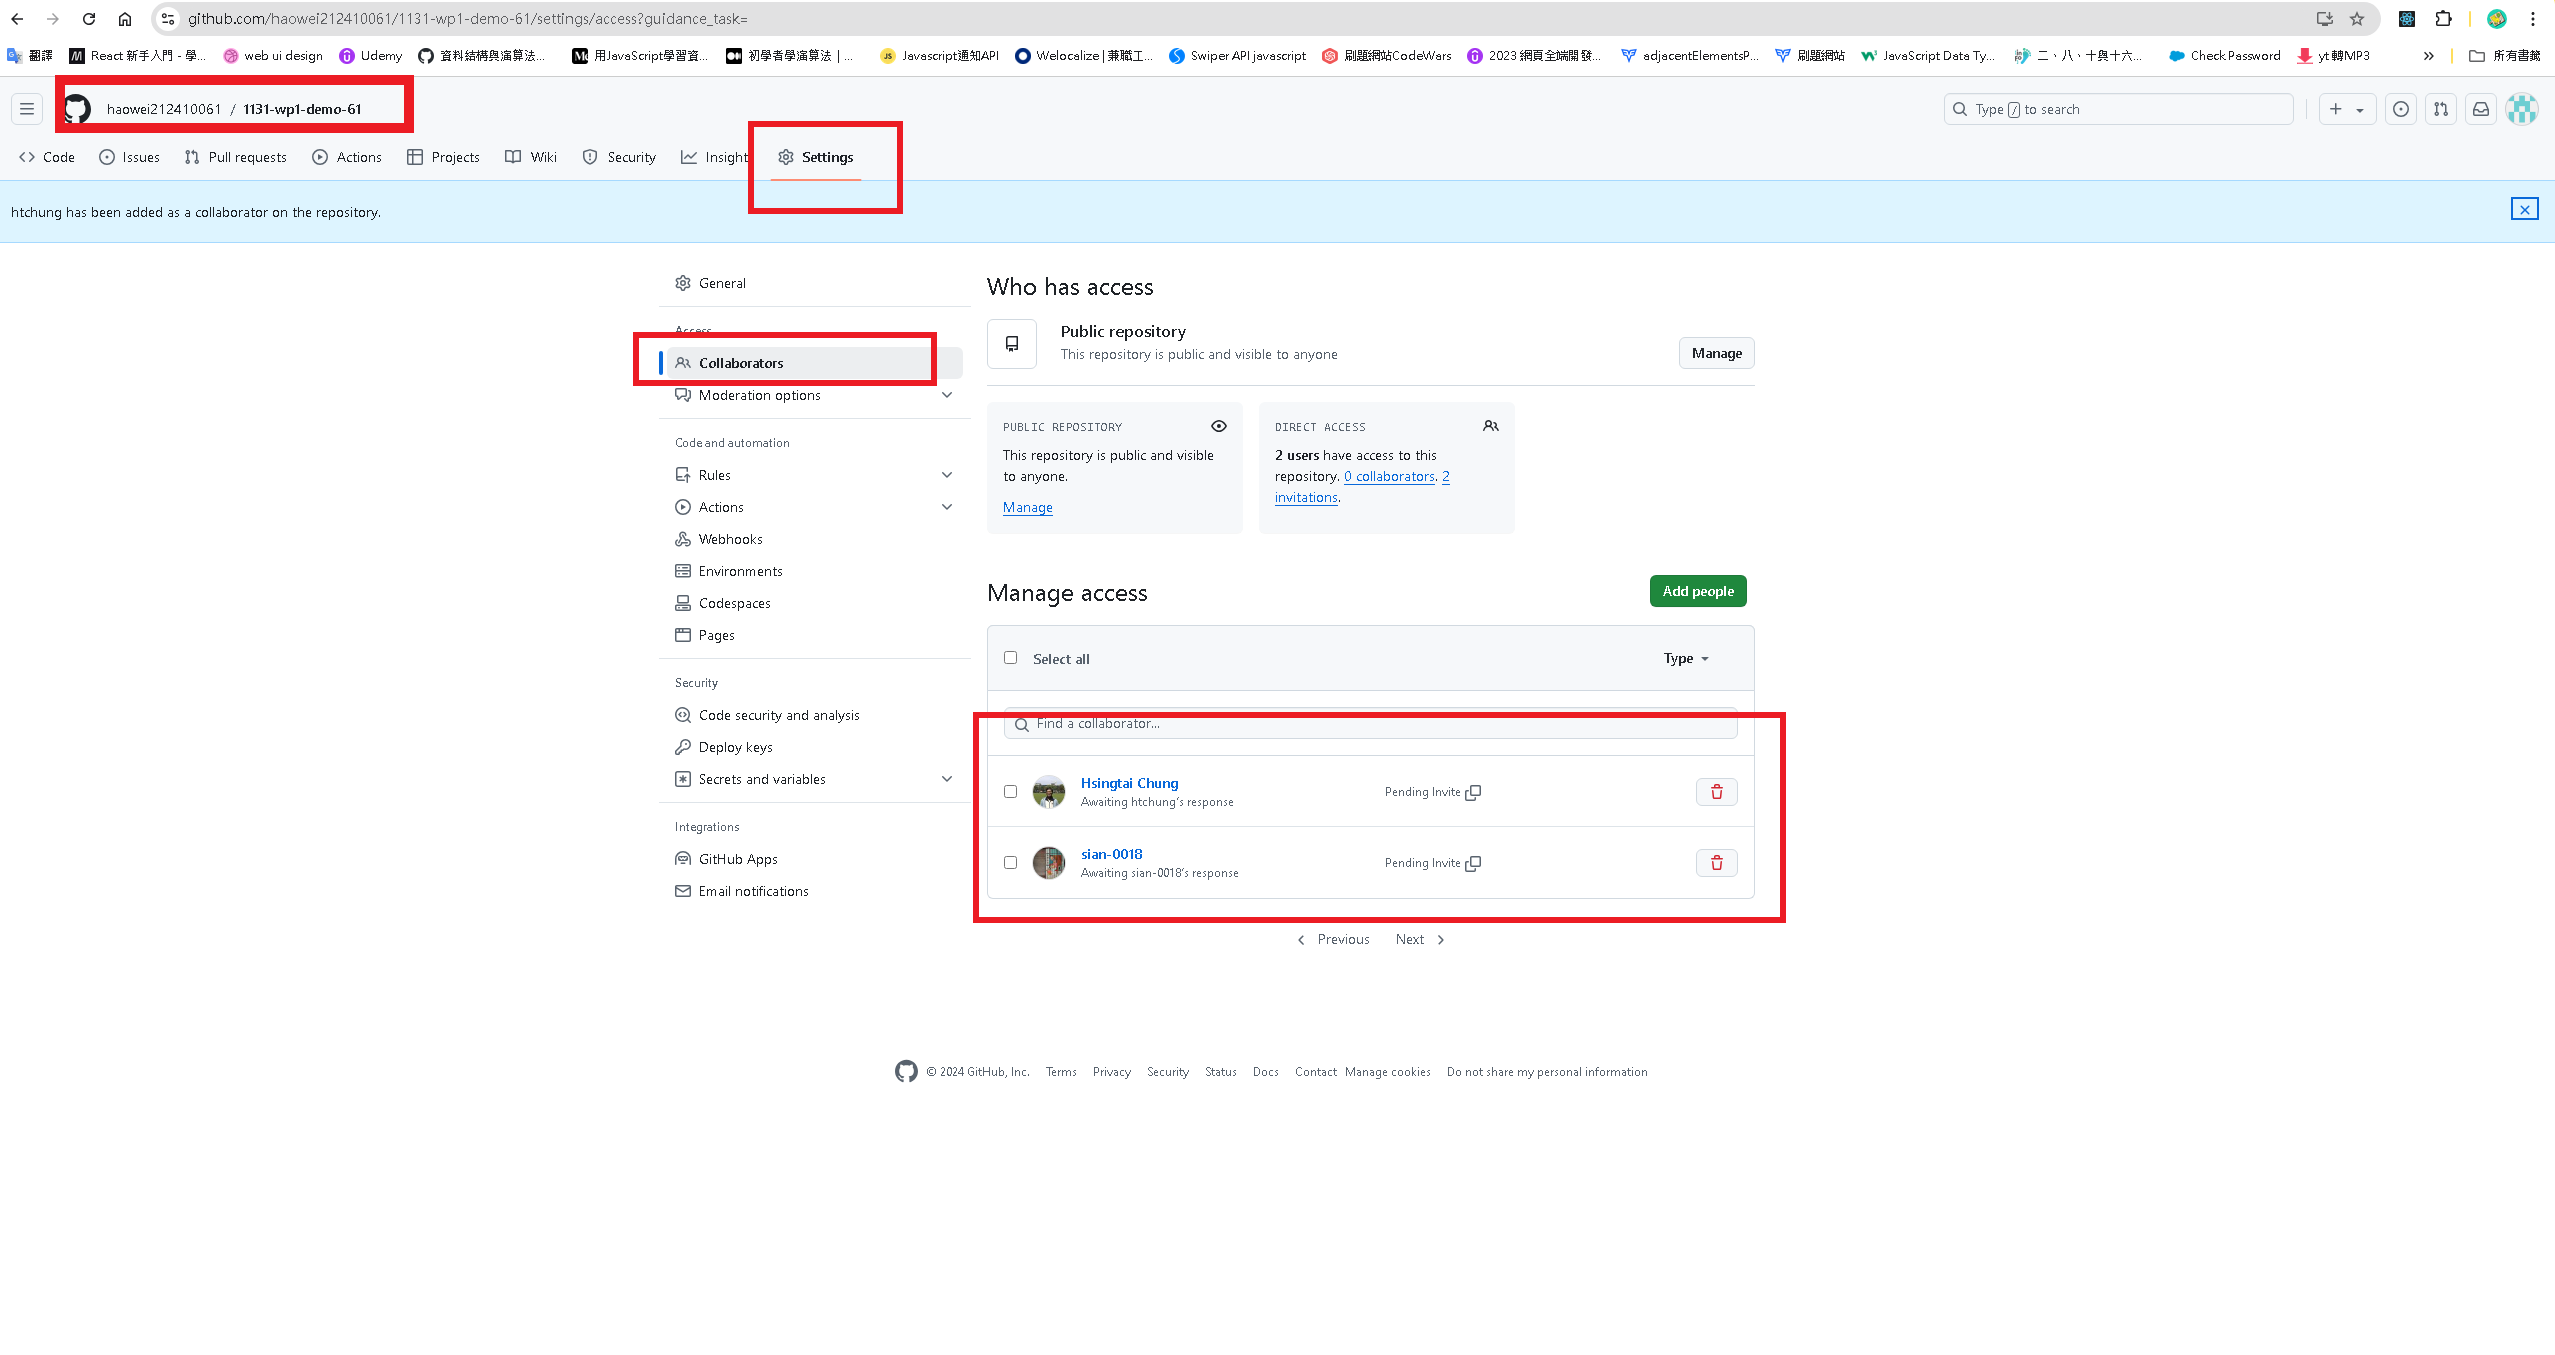 github.com/haowei212410061/1131-wp1-demo-61/settings/access?guidance_task=
翻譯 React 新手入門 - 學... web ui design Udemy 資料結構與演算法... 用JavaScript學習資... 初學者學演算法 | ... Javascript通知API Welocalize | 兼職工... Swiper API javascript 刷題網站CodeWars 2023 網頁全端開發... adjacentElementsP... 刷題網站 JavaScript Data Ty... 二、八、十與十六... Check Password yt 轉MP3 » 所有書籤
haowei212410061 / 1131-wp1-demo-61
Type / to search
Code Issues Pull requests Actions Projects Wiki Security Insight Settings
htchung has been added as a collaborator on the repository.
General
Access
Collaborators
Moderation options
Code and automation
Rules
Actions
Webhooks
Environments
Codespaces
Pages
Security
Code security and analysis
Deploy keys
Secrets and variables
Integrations
GitHub Apps
Email notifications
Who has access
Public repository
This repository is public and visible to anyone
Manage
PUBLIC REPOSITORY
This repository is public and visible
to anyone.
Manage
DIRECT ACCESS
2 users have access to this
repository. 0 collaborators. 2
invitations.
Manage access
Add people
Select all
Type
Find a collaborator...
Hsingtai Chung
Awaiting htchung's response
Pending Invite
sian-0018
Awaiting sian-0018's response
Pending Invite
Previous Next
© 2024 GitHub, Inc. Terms Privacy Security Status Docs Contact Manage cookies Do not share my personal information